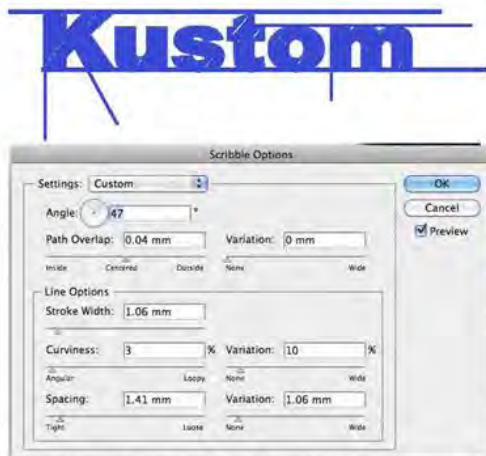 Kustom
Scribble Options
Settings: Custom
OK
Angle: 47 °
Cancel
Path Overlap: 0.04 mm Variation: 0 mm
Preview
Inside Centered Outside None Wide
Line Options
Stroke Width: 1.06 mm
Curviness: 3 % Variation: 10 %
Angular Loopy None Wide
Spacing: 1.41 mm Variation: 1.06 mm
Tight Loose None Wide